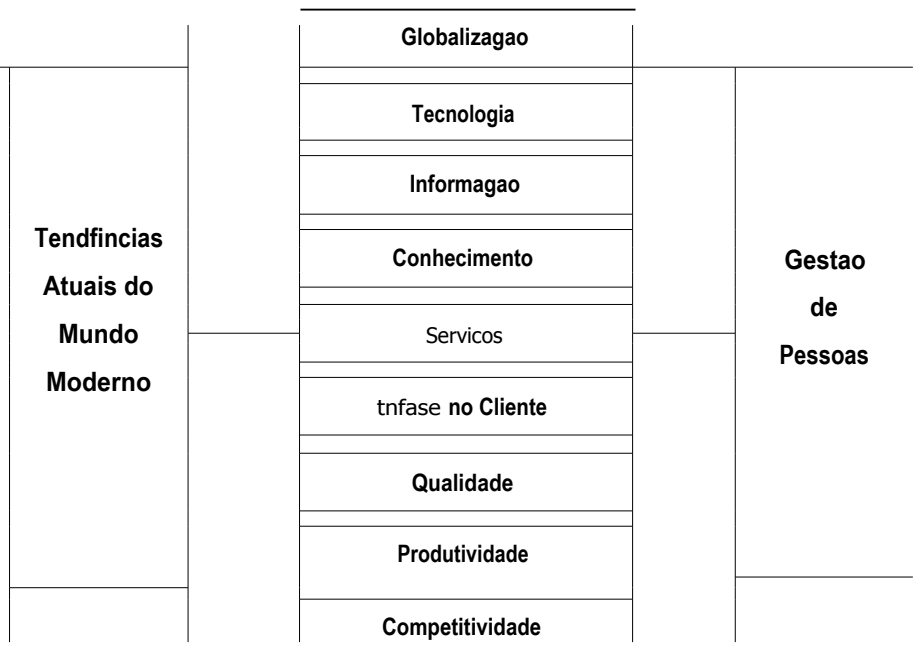 Tendfincias
Atuais do
Mundo
Moderno
Globalizagao
Tecnologia
Informagao
Conhecimento
Servicos
tnfase no Cliente
Qualidade
Produtividade
Competitividade
Gestao
de
Pessoas